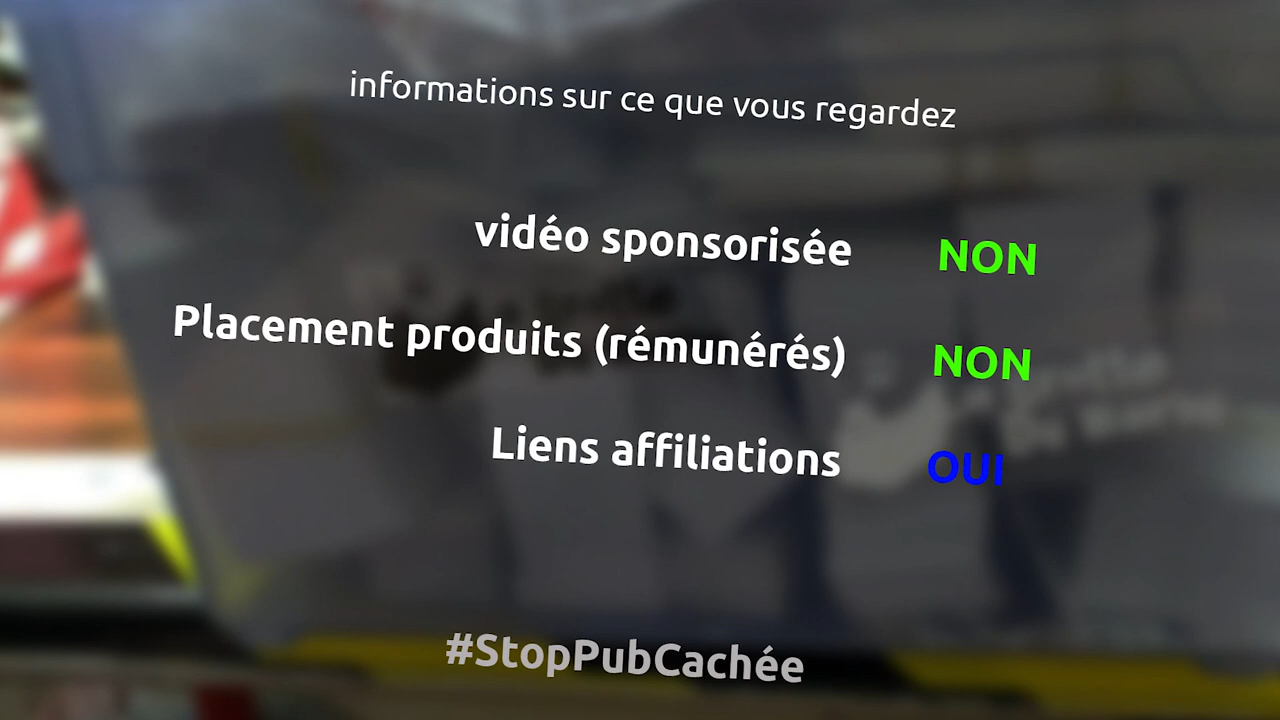 informations sur ce que vous regardez
vidéo sponsorisée NON
Placement produits (rémunérés) NON
Liens affiliations OUI
#StopPubCachée